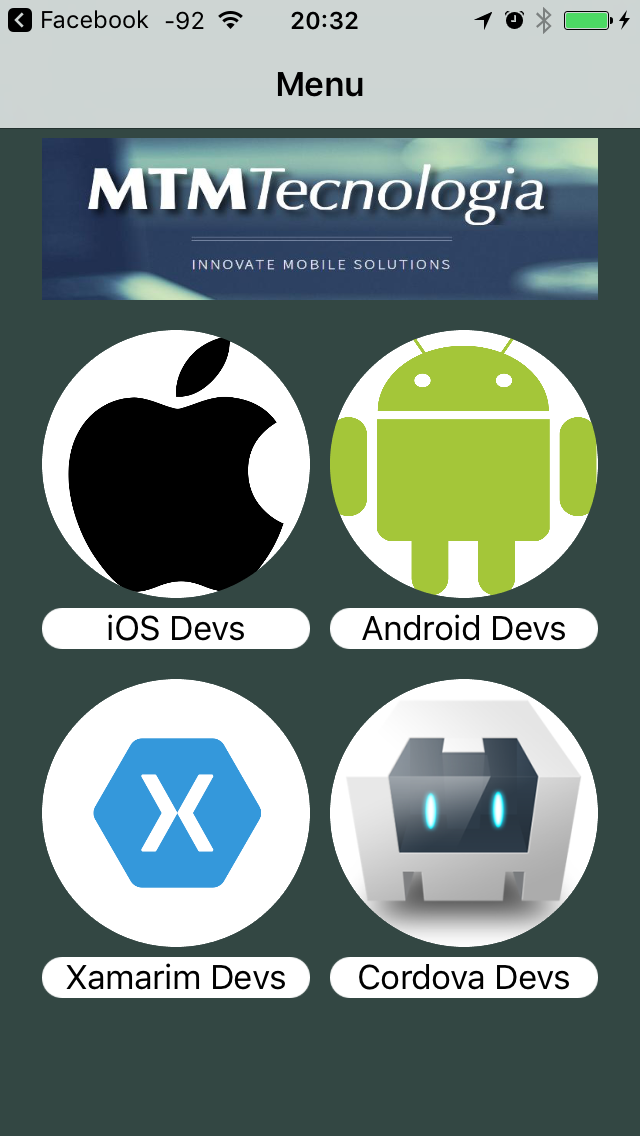 Facebook -92 20:32
Menu
MTMTecnologia
INNOVATE MOBILE SOLUTIONS
iOS Devs
Android Devs
Xamarim Devs
Cordova Devs